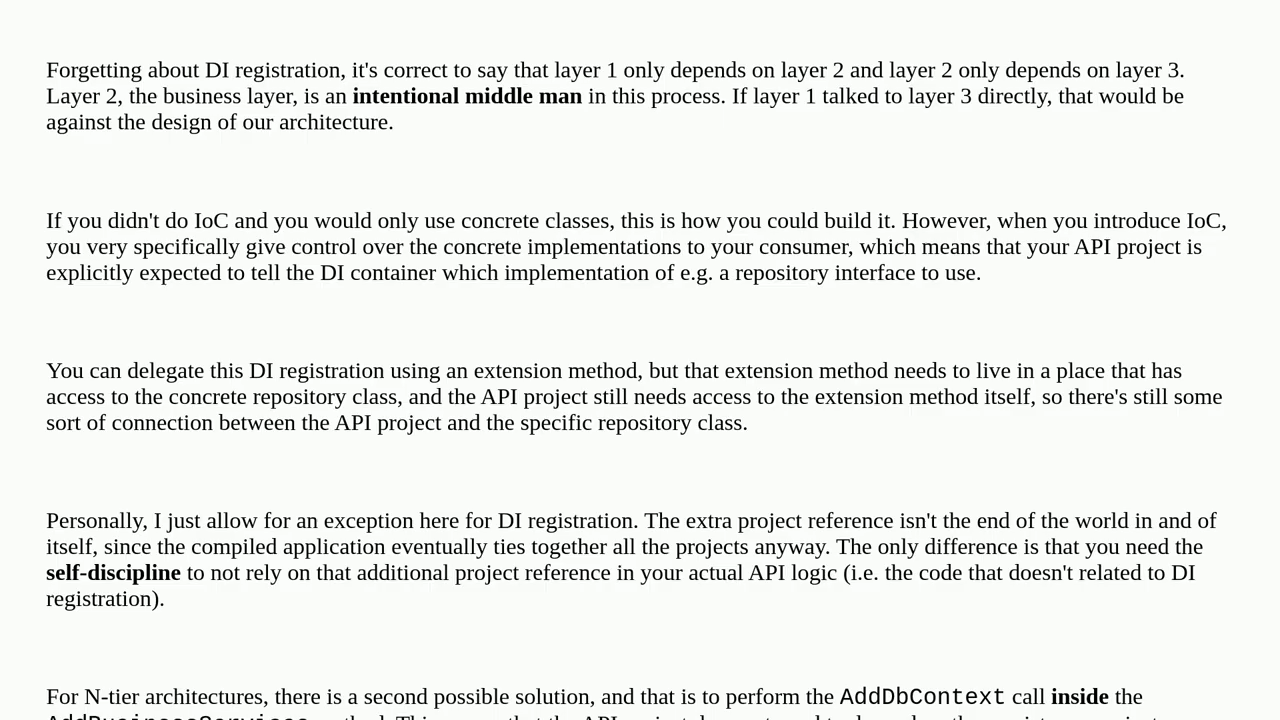 Forgetting about DI registration, it's correct to say that layer 1 only depends on layer 2 and layer 2 only depends on layer 3.
Layer 2, the business layer, is an intentional middle man in this process. If layer 1 talked to layer 3 directly, that would be
against the design of our architecture.
If you didn't do IoC and you would only use concrete classes, this is how you could build it. However, when you introduce IoC,
you very specifically give control over the concrete implementations to your consumer, which means that your API project is
explicitly expected to tell the DI container which implementation of e.g. a repository interface to use.
You can delegate this DI registration using an extension method, but that extension method needs to live in a place that has
access to the concrete repository class, and the API project still needs access to the extension method itself, so there's still some
sort of connection between the API project and the specific repository class.
Personally, I just allow for an exception here for DI registration. The extra project reference isn't the end of the world in and of
itself, since the compiled application eventually ties together all the projects anyway. The only difference is that you need the
self-discipline to not rely on that additional project reference in your actual API logic (i.e. the code that doesn't related to DI
registration).
For N-tier architectures, there is a second possible solution, and that is to perform the AddDbContext call inside the